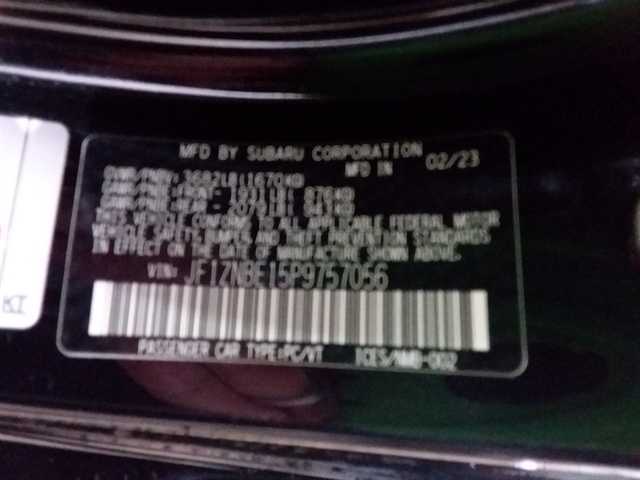 MFD BY SUBARU CORPORATION
MFD IN 02/23
GVWR/PNBV: 3682LB(1670KG)
GAWR/PNBE:FRONT- 1931LB( 876KG)
GAWR/PNBE:REAR - 2079LB( 943KG)
THIS VEHICLE CONFORMS TO ALL APPLICABLE FEDERAL MOTOR
VEHICLE SAFETY, BUMPER, AND THEFT PREVENTION STANDARDS
IN EFFECT ON THE DATE OF MANUFACTURE SHOWN ABOVE.
VIN: JF1ZNBE15P9757056
PASSENGER CAR TYPE:PC/VT ICES/NMB-002